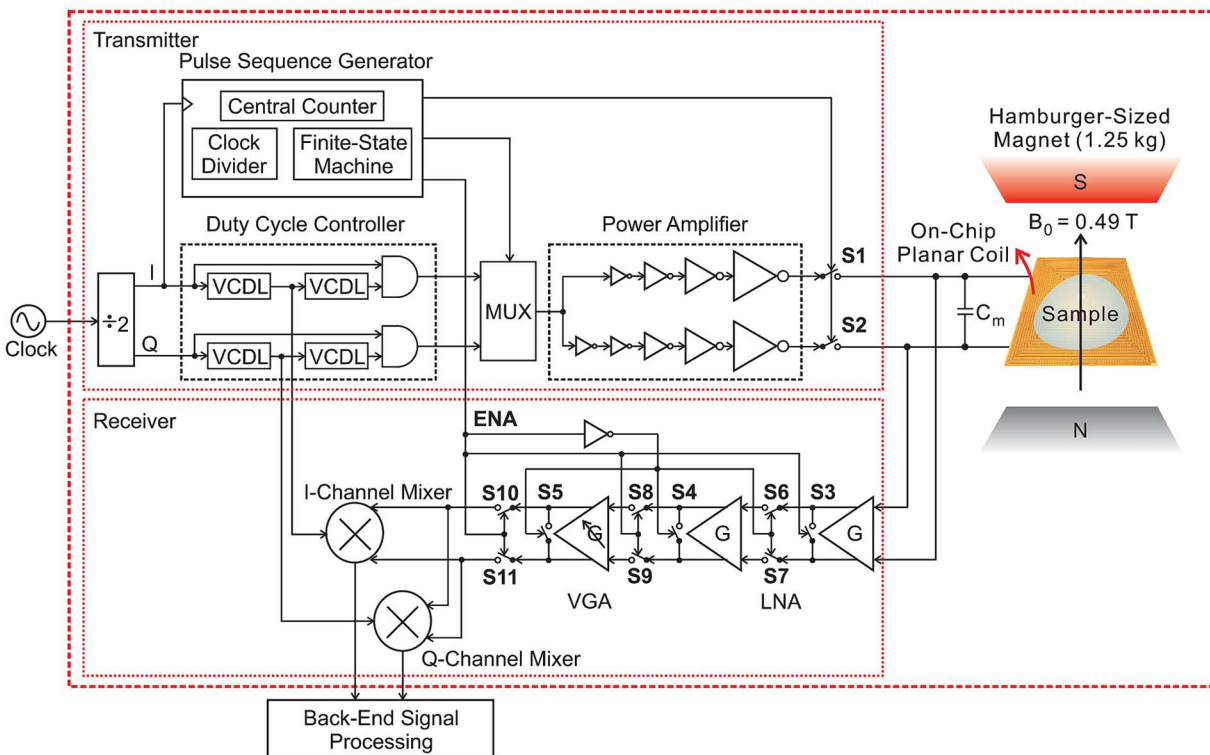 Transmitter
Pulse Sequence Generator
Central Counter
Clock
Divider
Finite-State
Machine
Duty Cycle Controller
Power Amplifier
I
VCDL
VCDL
÷2
Clock
Q
VCDL
VCDL
MUX
S1
S2
Cm
Hamburger-Sized
Magnet (1.25 kg)
S
B0 = 0.49 T
On-Chip
Planar Coil
Sample
N
Receiver
ENA
I-Channel Mixer
S10
S5
S8
S4
S6
S3
G
G
G
S11
S9
S7
VGA
LNA
Q-Channel Mixer
Back-End Signal
Processing